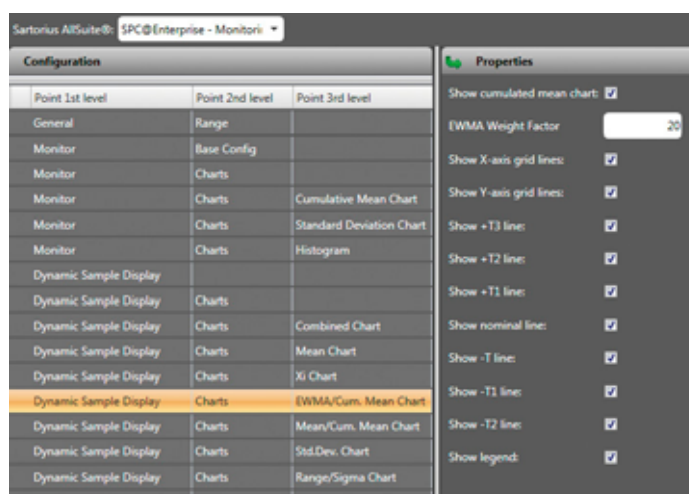 Sartorius AllSuite®: SPC@Enterprise - Monitorin
Configuration
Properties
Point 1st level Point 2nd level Point 3rd level
General Range
Monitor Base Config
Monitor Charts
Monitor Charts Cumulative Mean Chart
Monitor Charts Standard Deviation Chart
Monitor Charts Histogram
Dynamic Sample Display
Dynamic Sample Display Charts
Dynamic Sample Display Charts Combined Chart
Dynamic Sample Display Charts Mean Chart
Dynamic Sample Display Charts Xi Chart
Dynamic Sample Display Charts EWMA/Cum. Mean Chart
Dynamic Sample Display Charts Mean/Cum. Mean Chart
Dynamic Sample Display Charts Std.Dev. Chart
Dynamic Sample Display Charts Range/Sigma Chart
Show cumulated mean chart:
EWMA Weight Factor 20
Show X-axis grid lines:
Show Y-axis grid lines:
Show +T3 line:
Show +T2 line:
Show +T1 line:
Show nominal line:
Show -T line:
Show -T1 line:
Show -T2 line:
Show legend: